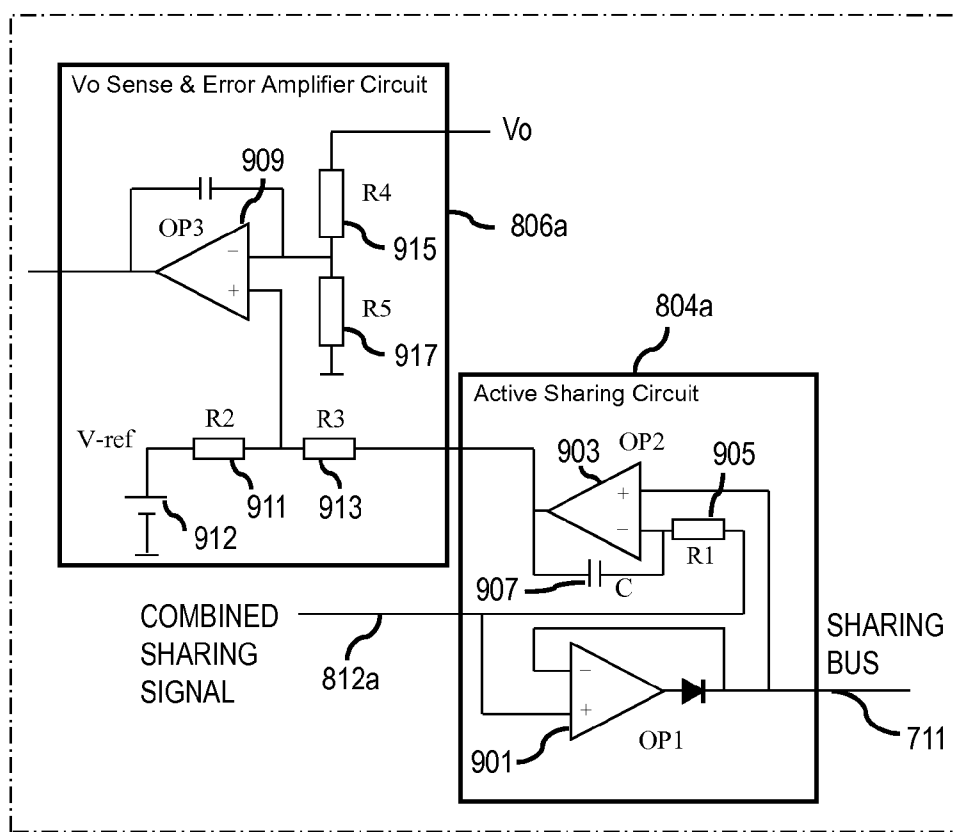 Vo Sense & Error Amplifier Circuit
Vo
909
R4
OP3
806a
915
−
+
R5
917
804a
Active Sharing Circuit
R2
R3
V-ref
OP2
903
905
911
913
+
−
912
R1
907
C
COMBINED
SHARING
SIGNAL
812a
SHARING
BUS
−
+
901
OP1
711